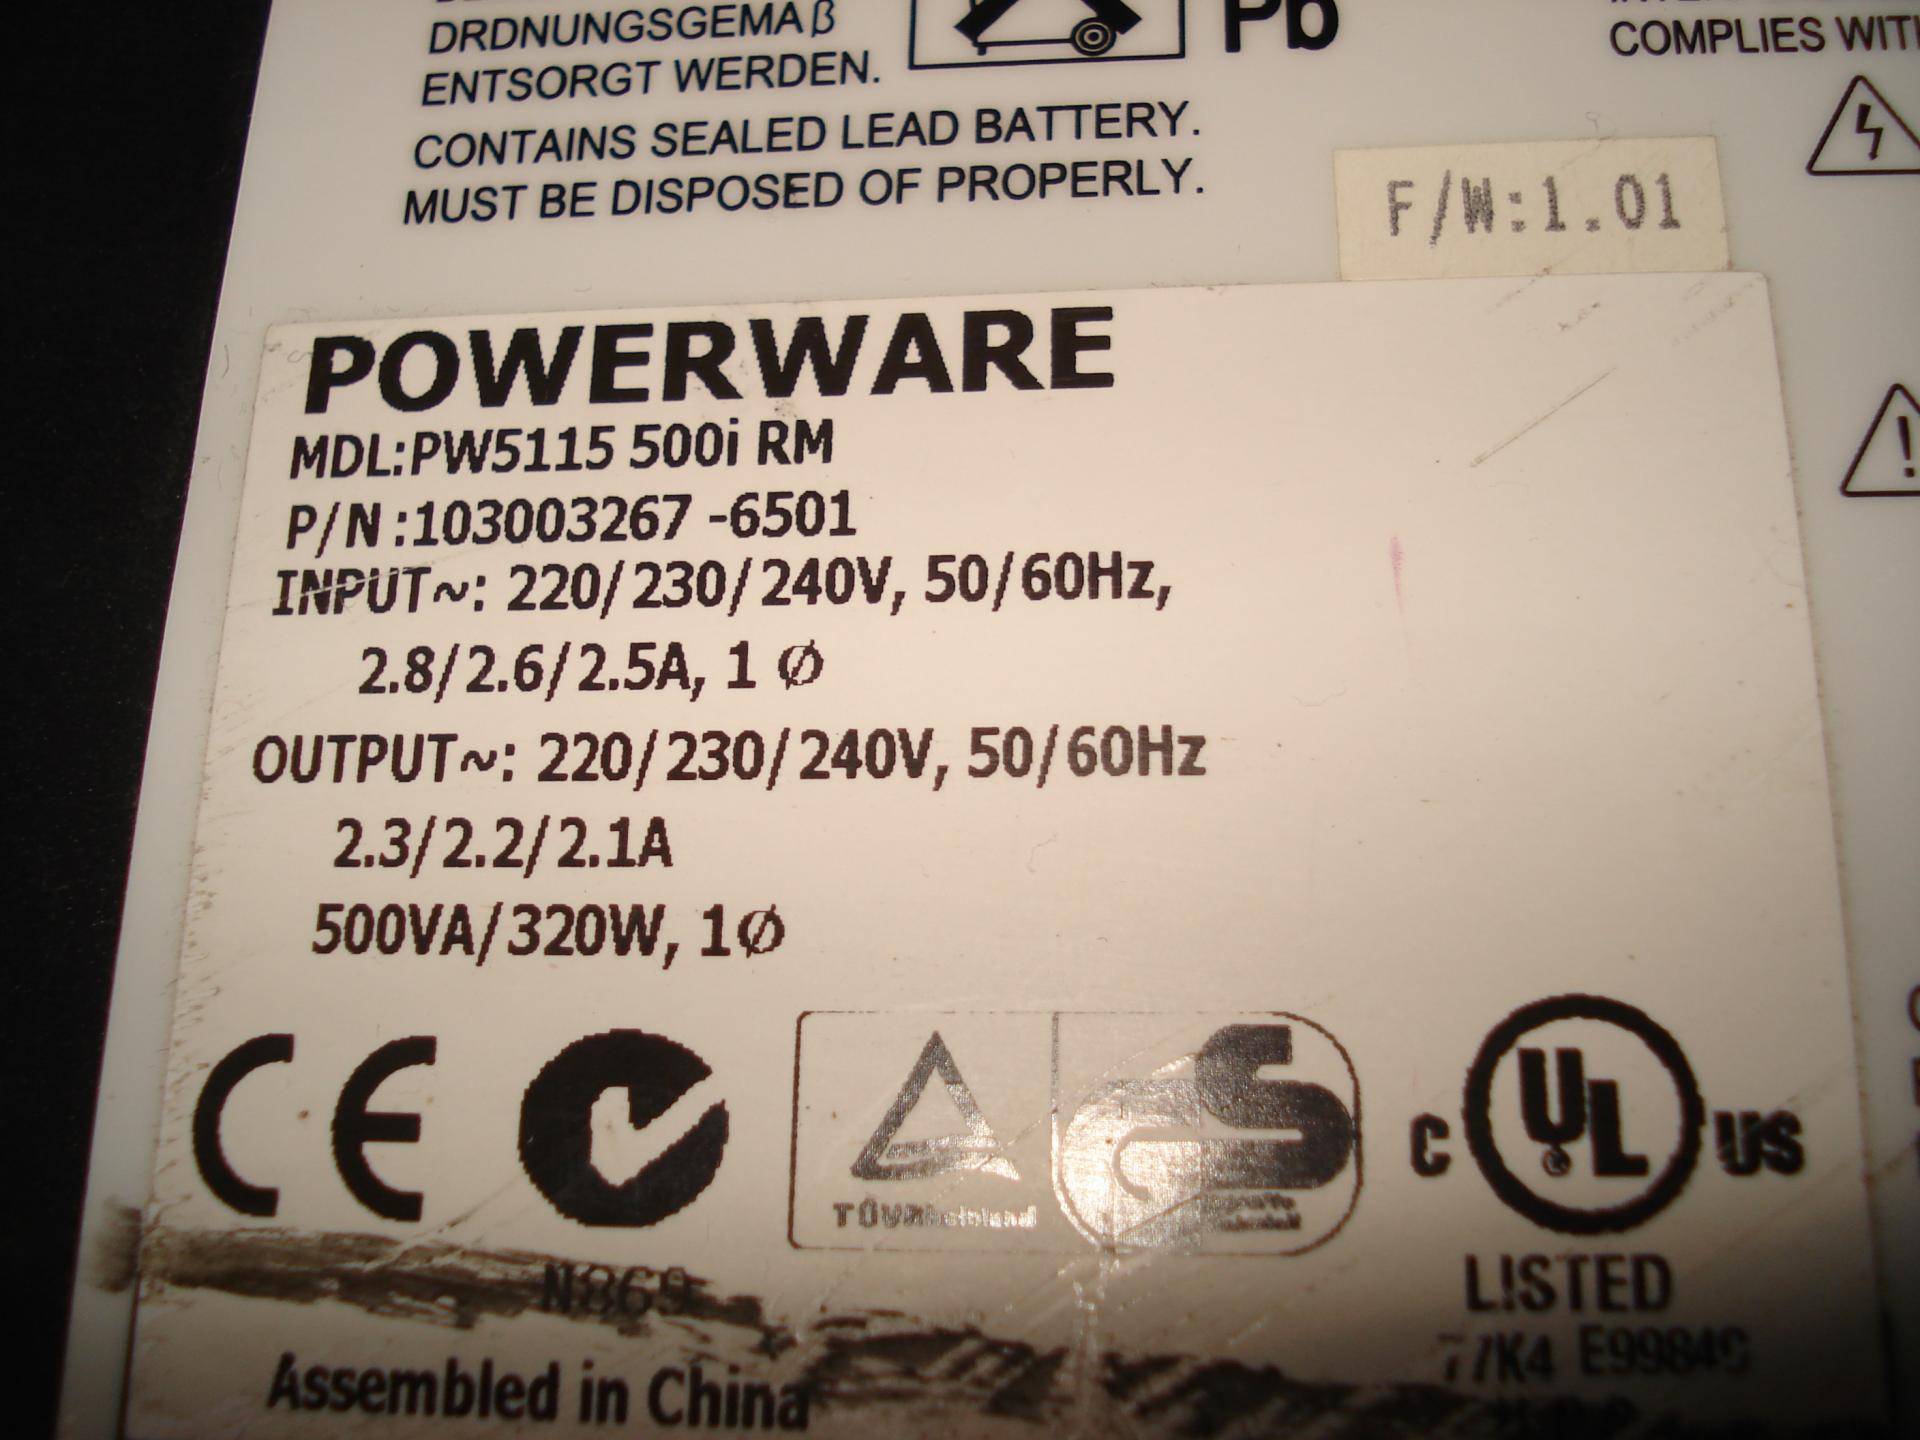 DRDNUNGSGEMAß
ENTSORGT WERDEN.
Pb
COMPLIES WITH
CONTAINS SEALED LEAD BATTERY.
MUST BE DISPOSED OF PROPERLY.
F/W:1.01
POWERWARE
MDL:PW5115 500i RM
P/N:103003267 -6501
INPUT~: 220/230/240V, 50/60Hz,
2.8/2.6/2.5A, 1 Ø
OUTPUT~: 220/230/240V, 50/60Hz
2.3/2.2/2.1A
500VA/320W, 1Ø
CE
TÜVRheinland
C UL US
N869
LISTED
77K4
Assembled in China